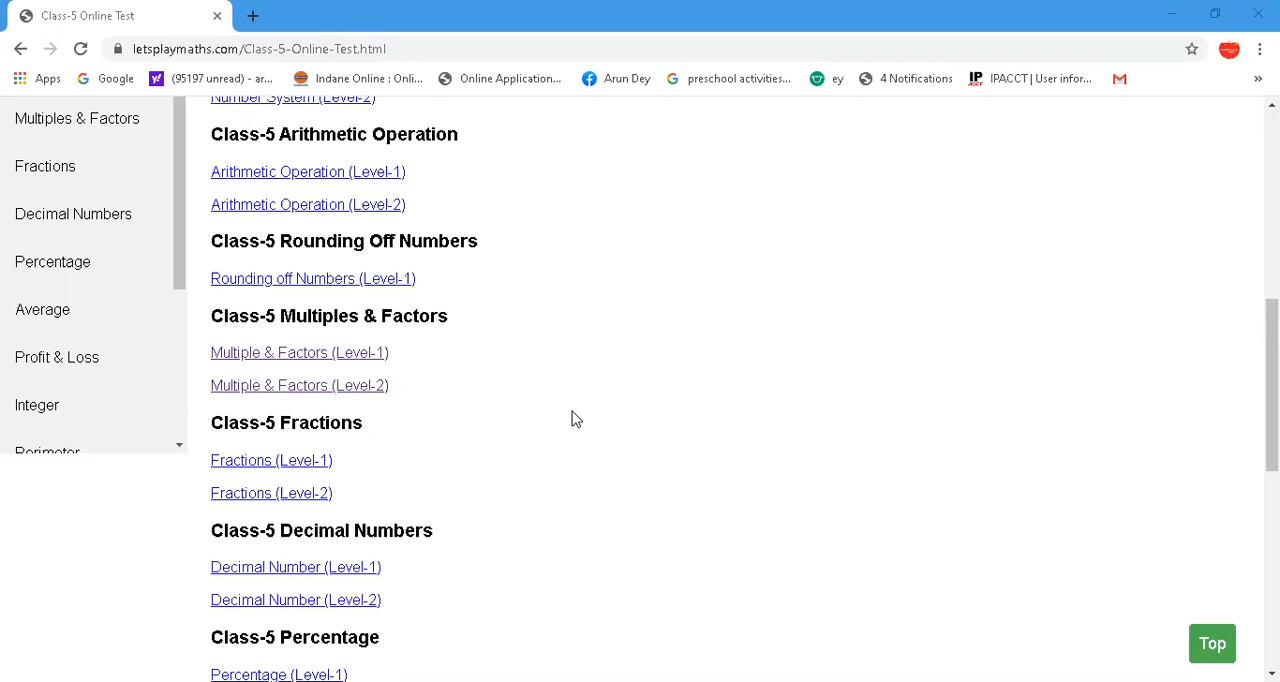 Class-5 Online Test
letsplaymaths.com/Class-5-Online-Test.html
Apps Google (95197 unread) - ar... Indane Online : Onli... Online Application... Arun Dey preschool activities... ey 4 Notifications IPACCT | User infor... »
Multiples & Factors
Fractions
Decimal Numbers
Percentage
Average
Profit & Loss
Integer
Perimeter
Number System (Level-2)
Class-5 Arithmetic Operation
Arithmetic Operation (Level-1)
Arithmetic Operation (Level-2)
Class-5 Rounding Off Numbers
Rounding off Numbers (Level-1)
Class-5 Multiples & Factors
Multiple & Factors (Level-1)
Multiple & Factors (Level-2)
Class-5 Fractions
Fractions (Level-1)
Fractions (Level-2)
Class-5 Decimal Numbers
Decimal Number (Level-1)
Decimal Number (Level-2)
Class-5 Percentage
Percentage (Level-1)
Top